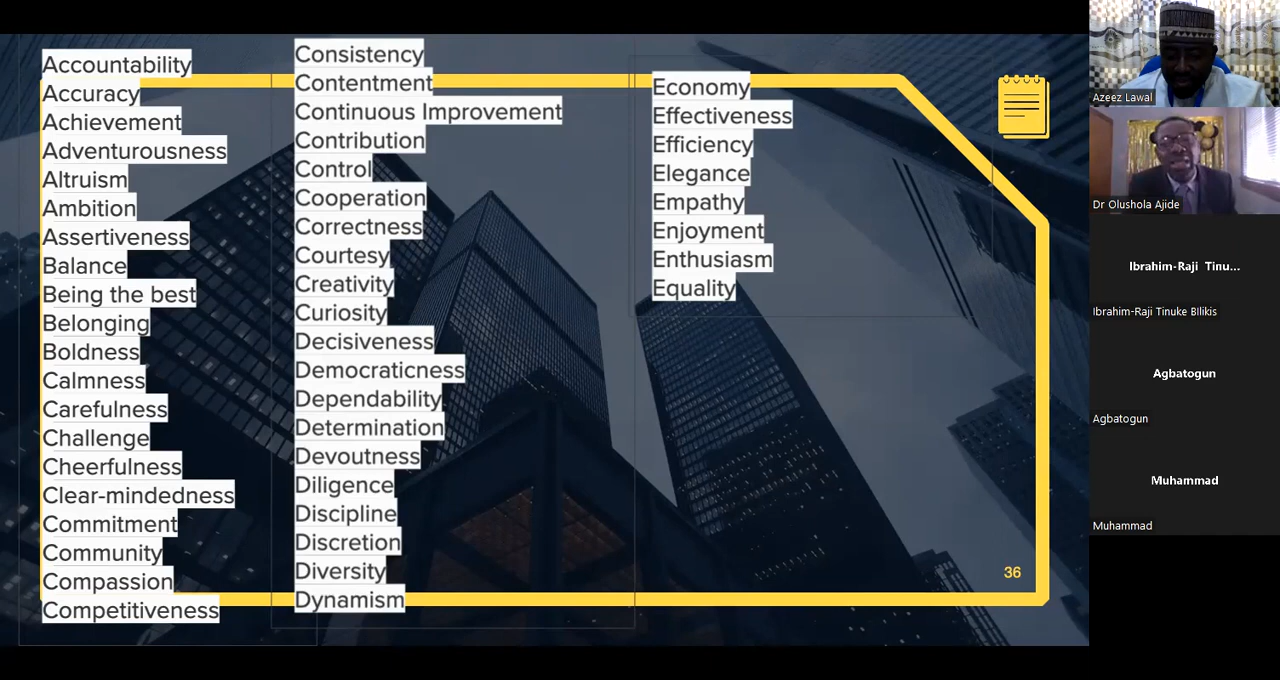 Accountability
Accuracy
Achievement
Adventurousness
Altruism
Ambition
Assertiveness
Balance
Being the best
Belonging
Boldness
Calmness
Carefulness
Challenge
Cheerfulness
Clear-mindedness
Commitment
Community
Compassion
Competitiveness
Consistency
Contentment
Continuous Improvement
Contribution
Control
Cooperation
Correctness
Courtesy
Creativity
Curiosity
Decisiveness
Democraticness
Dependability
Determination
Devoutness
Diligence
Discipline
Discretion
Diversity
Dynamism
Economy
Effectiveness
Efficiency
Elegance
Empathy
Enjoyment
Enthusiasm
Equality
36
Azeez Lawal
Dr Olushola Ajide
Ibrahim-Raji Tinu...
Ibrahim-Raji Tinuke BIlikis
Agbatogun
Agbatogun
Muhammad
Muhammad